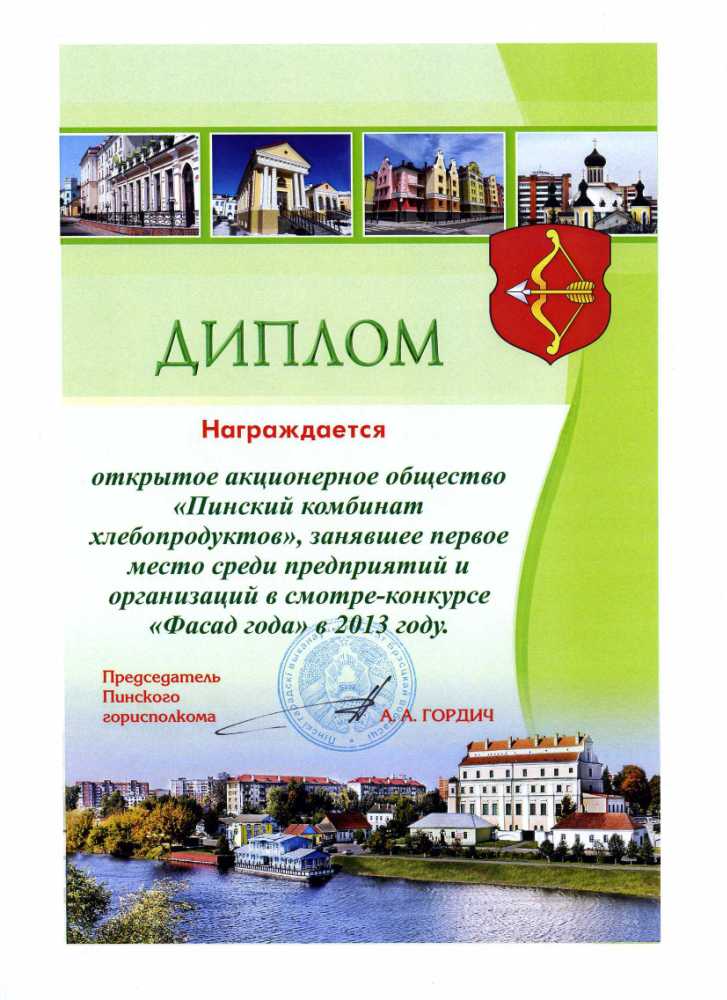 ДИПЛОМ
Награждается
открытое акционерное общество
«Пинский комбинат
хлебопродуктов», занявшее первое
место среди предприятий и
организаций в смотре-конкурсе
«Фасад года» в 2013 году.
Председатель
Пинского
горисполкома
А. А. ГОРДИЧ